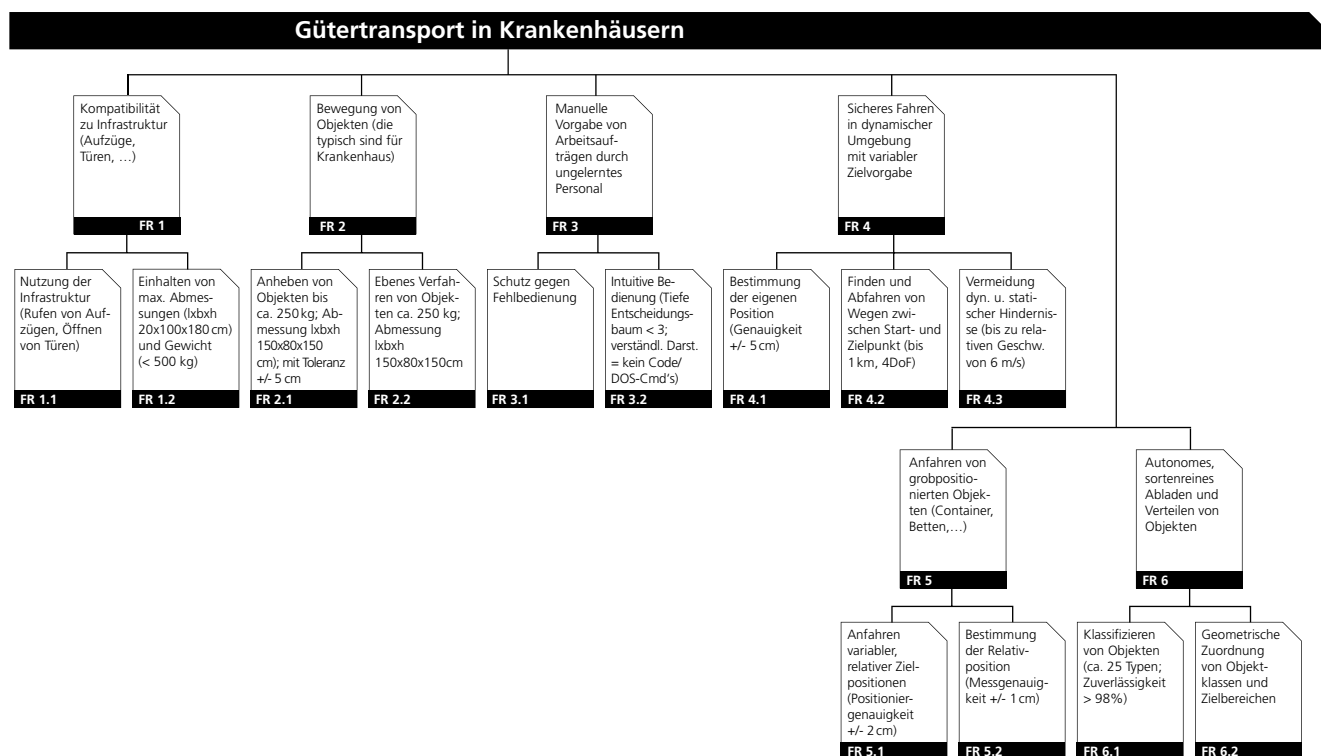 Gütertransport in Krankenhäusern
Kompatibilität
zu Infrastruktur
(Aufzüge,
Türen, …)
FR 1
Bewegung von
Objekten (die
typisch sind für
Krankenhaus)
FR 2
Manuelle
Vorgabe von
Arbeitsauf-
trägen durch
ungelerntes
Personal
FR 3
Sicheres Fahren
in dynamischer
Umgebung
mit variabler
Zielvorgabe
FR 4
Nutzung der
Infrastruktur
(Rufen von Auf-
zügen, Öffnen
von Türen)
FR 1.1
Einhalten von
max. Abmes-
sungen (lxbxh
20x100x180 cm)
und Gewicht
(< 500 kg)
FR 1.2
Anheben von
Objekten bis
ca. 250 kg; Ab-
messung lxbxh
150x80x150
cm); mit Toleranz
+/- 5 cm
FR 2.1
Ebenes Verfah-
ren von Objek-
ten ca. 250 kg;
Abmessung
lxbxh
150x80x150cm
FR 2.2
Schutz gegen
Fehlbedienung
FR 3.1
Intuitive Be-
dienung (Tiefe
Entscheidungs-
baum < 3;
verständl. Darst.
= kein Code/
DOS-Cmd's)
FR 3.2
Bestimmung
der eigenen
Position
(Genauigkeit
+/- 5 cm)
FR 4.1
Finden und
Abfahren von
Wegen zwi-
schen Start- und
Zielpunkt (bis
1 km, 4DoF)
FR 4.2
Vermeidung
dyn. u. stati-
scher Hindernis-
se (bis zu rela-
tiven Geschw.
von 6 m/s)
FR 4.3
Anfahren von
grobpositio-
nierten Objek-
ten (Container,
Betten,…)
FR 5
Autonomes,
sortenreines
Abladen und
Verteilen von
Objekten
FR 6
Anfahren
variabler,
relativer Ziel-
positionen
(Positionier-
genauigkeit
+/- 2 cm)
FR 5.1
Bestimmung
der Relativ-
position
(Messgenauig-
keit +/- 1 cm)
FR 5.2
Klassifizieren
von Objekten
(ca. 25 Typen;
Zuverlässigkeit
> 98%)
FR 6.1
Geometrische
Zuordnung
von Objekt-
klassen und
Zielbereichen
FR 6.2